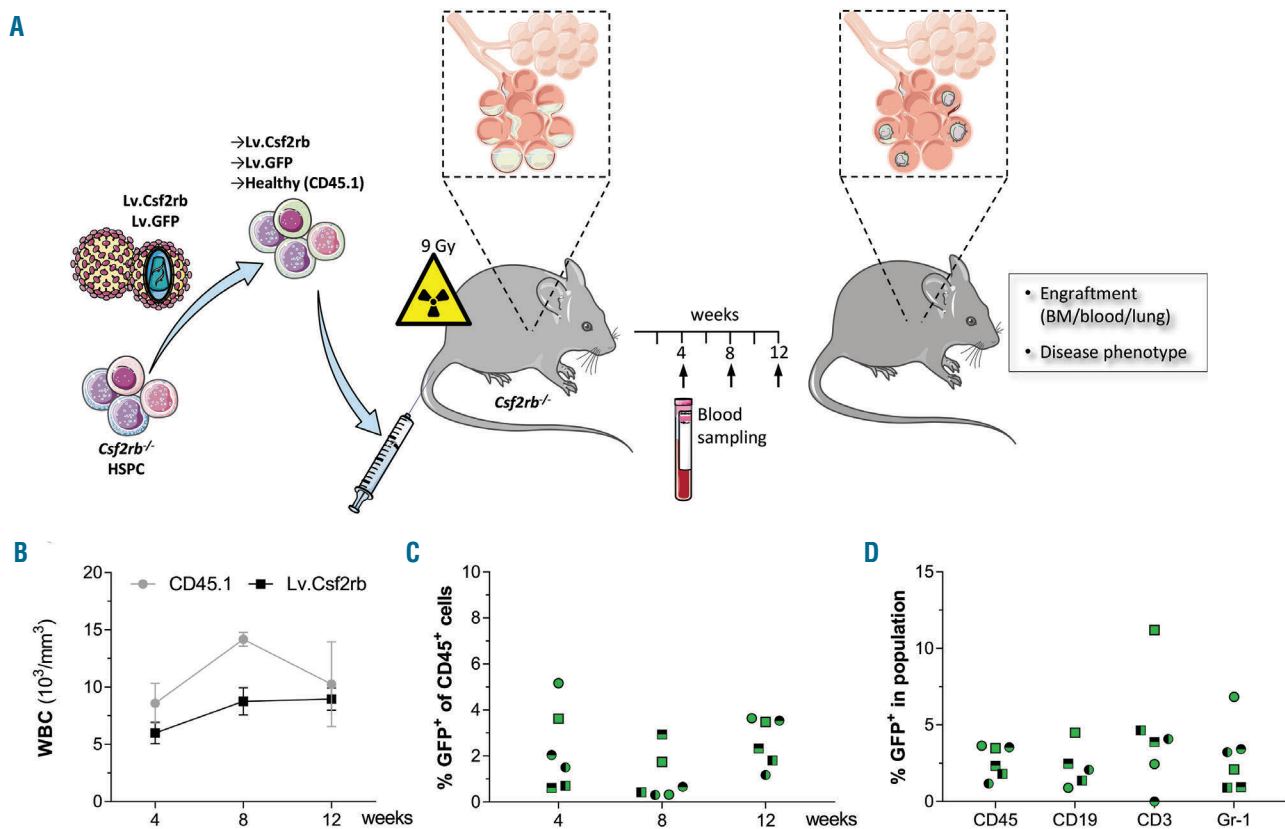 A
→Lv.Csf2rb
→Lv.GFP
→Healthy (CD45.1)
Lv.Csf2rb
Lv.GFP
Csf2rb-/-
HSPC
9 Gy
Csf2rb-/-
weeks
4 8 12
Blood
sampling
• Engraftment
(BM/blood/lung)
• Disease phenotype
B
WBC (10³/mm³)
20
15
10
5
0
CD45.1 Lv.Csf2rb
4 8 12 weeks
C
% GFP⁺ of CD45⁺ cells
10
8
6
4
2
0
4 8 12 weeks
D
% GFP⁺ in population
15
10
5
0
CD45 CD19 CD3 Gr-1